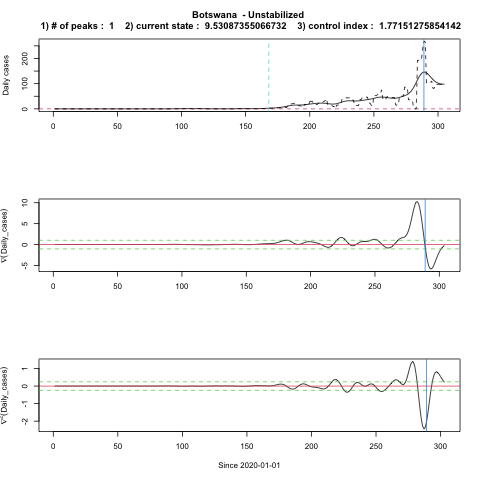 Botswana - Unstabilized
1) # of peaks : 1 2) current state : 9.53087355066732 3) control index : 1.77151275854142
Daily cases
0 100 200
0 50 100 150 200 250 300
∇(Daily_cases)
-5 0 5 10
0 50 100 150 200 250 300
∇²(Daily_cases)
-2 -1 0 1
0 50 100 150 200 250 300
Since 2020-01-01